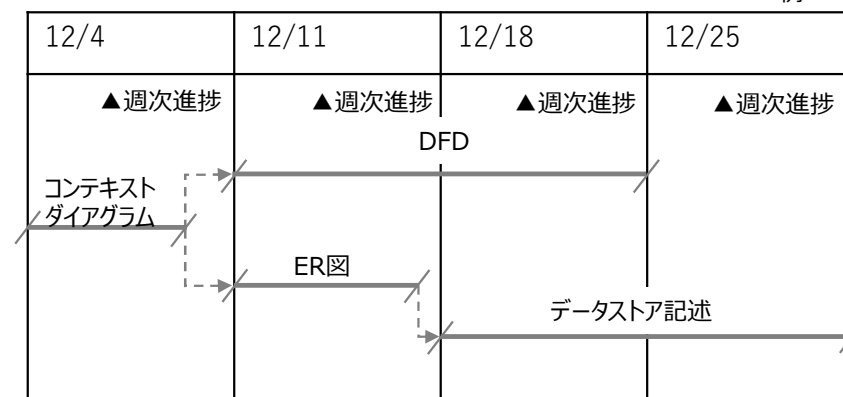 12/4
12/11
12/18
12/25
▲週次進捗
▲週次進捗
▲週次進捗
▲週次進捗
DFD
コンテキスト
ダイアグラム
ER図
データストア記述